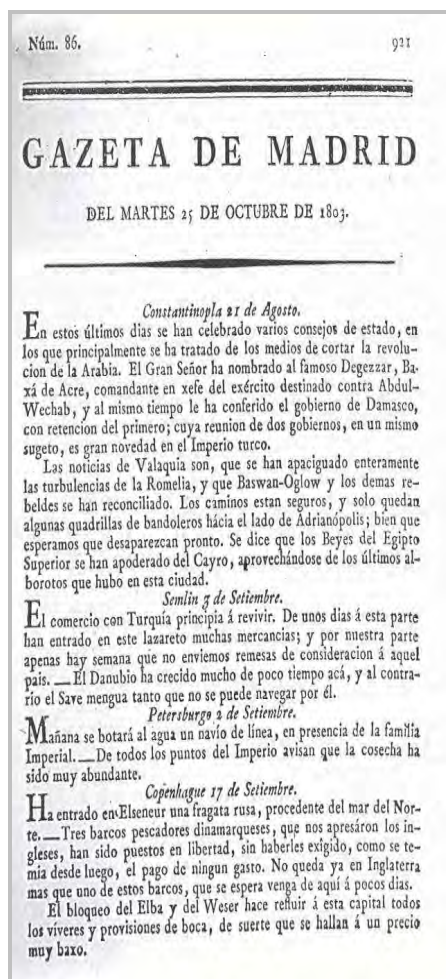 Núm. 86. 921
GAZETA DE MADRID
DEL MARTES 25 DE OCTUBRE DE 1803.
Constantinopla 21 de Agosto.
En estos últimos dias se han celebrado varios consejos de estado, en
los que principalmente se ha tratado de los medios de cortar la revolu-
cion de la Arabia. El Gran Señor ha nombrado al famoso Degezzar, Ba-
xá de Acre, comandante en xefe del exército destinado contra Abdul-
Wechab, y al mismo tiempo le ha conferido el gobierno de Damasco,
con retencion del primero; cuya reunion de dos gobiernos, en un mismo
sugeto, es gran novedad en el Imperio turco.
Las noticias de Valaquia son, que se han apaciguado enteramente
las turbulencias de la Romelia, y que Baswan-Oglow y los demas re-
beldes se han reconciliado. Los caminos estan seguros, y solo quedan
algunas quadrillas de bandoleros hácia el lado de Adrianópolis; bien que
esperamos que desaparezcan pronto. Se dice que los Beyes del Egipto
Superior se han apoderado del Cayro, aprovechándose de los últimos al-
borotos que hubo en esta ciudad.
Semlin 3 de Setiembre.
El comercio con Turquía principia á revivir. De unos dias á esta parte
han entrado en este lazareto muchas mercancias; y por nuestra parte
apenas hay semana que no enviemos remesas de consideracion á aquel
pais. __ El Danubio ha crecido mucho de poco tiempo acá, y al contra-
rio el Save mengua tanto que no se puede navegar por él.
Petersburgo 2 de Setiembre.
Mañana se botará al agua un navío de línea, en presencia de la familia
Imperial.__De todos los puntos del Imperio avisan que la cosecha ha
sido muy abundante.
Copenhague 17 de Setiembre.
Ha entrado en Elseneur una fragata rusa, procedente del mar del Nor-
te.__Tres barcos pescadores dinamarqueses, que nos apresáron los in-
gleses, han sido puestos en libertad, sin haberles exîgido, como se te-
mia desde luego, el pago de ningun gasto. No queda ya en Inglaterra
mas que uno de estos barcos, que se espera venga de aquí á pocos dias.
El bloqueo del Elba y del Weser hace refluir á esta capital todos
los viveres y provisiones de boca, de suerte que se hallan á un precio
muy baxo.